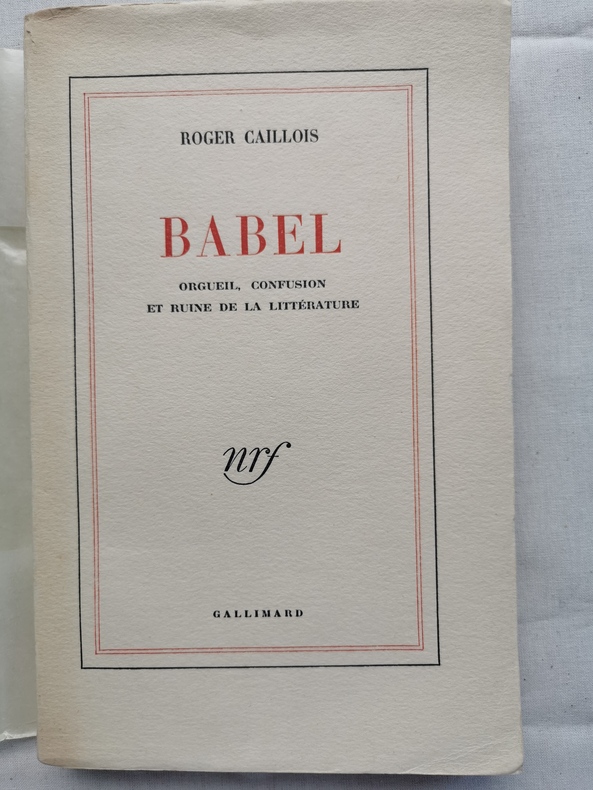 ROGER CAILLOIS
BABEL
ORGUEIL, CONFUSION
ET RUINE DE LA LITTÉRATURE
nrf
GALLIMARD